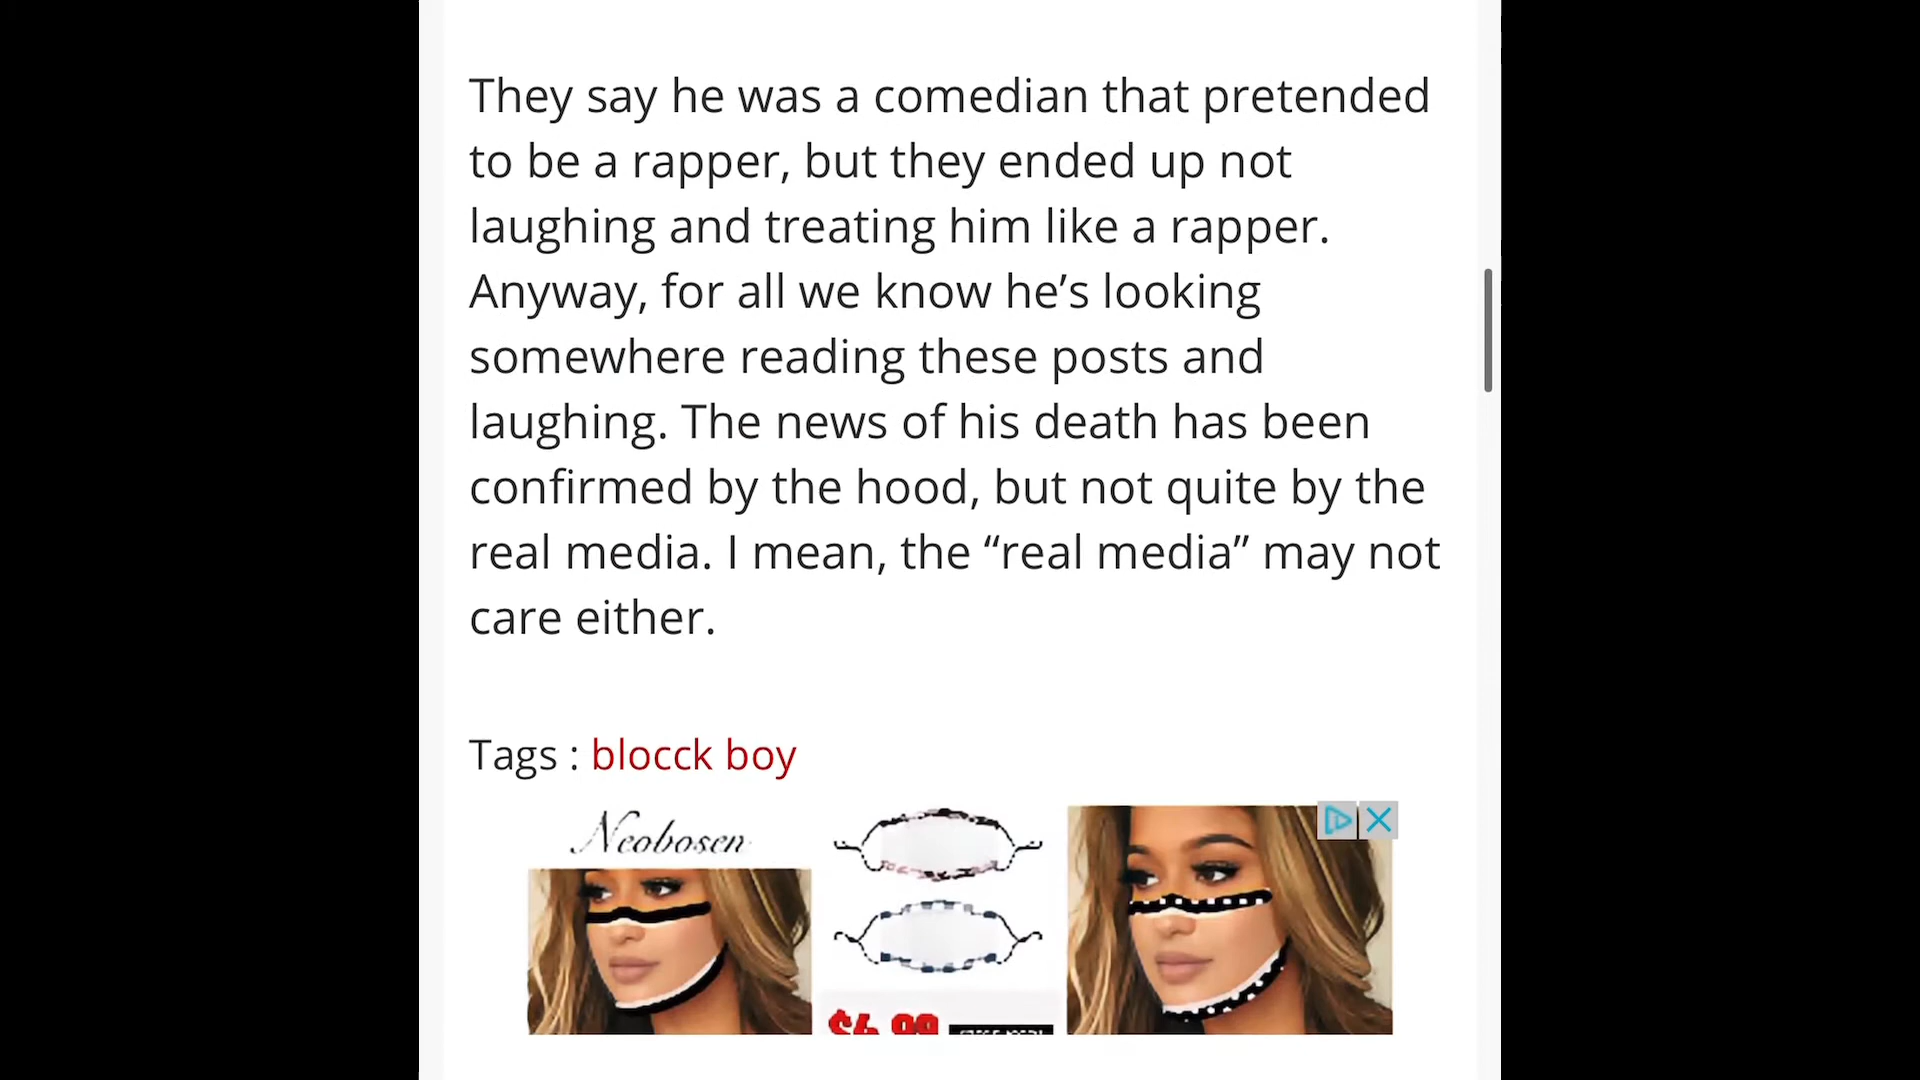 They say he was a comedian that pretended
to be a rapper, but they ended up not
laughing and treating him like a rapper.
Anyway, for all we know he’s looking
somewhere reading these posts and
laughing. The news of his death has been
confirmed by the hood, but not quite by the
real media. I mean, the “real media” may not
care either.
Tags : blocck boy
Neobosen
$6.99